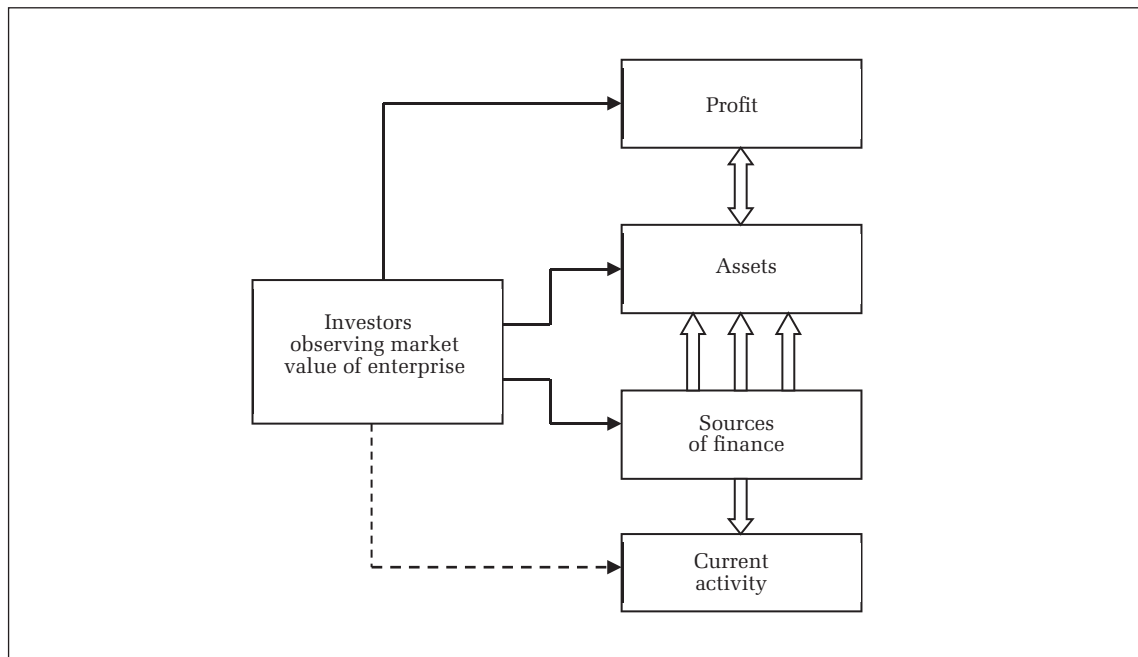 Profit
Assets
Investors
observing market
value of enterprise
Sources
of finance
Current
activity